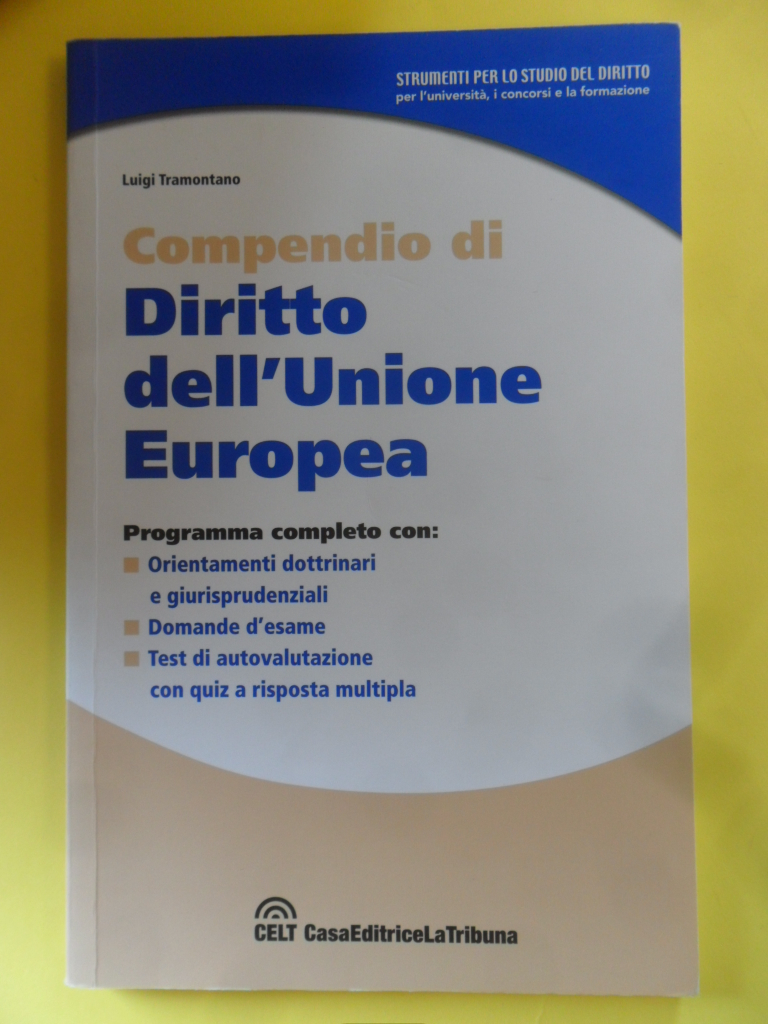 STRUMENTI PER LO STUDIO DEL DIRITTO
per l'università, i concorsi e la formazione
Luigi Tramontano
Compendio di
Diritto
dell'Unione
Europea
Programma completo con:
Orientamenti dottrinari
e giurisprudenziali
Domande d'esame
Test di autovalutazione
con quiz a risposta multipla
CELT CasaEditriceLaTribuna